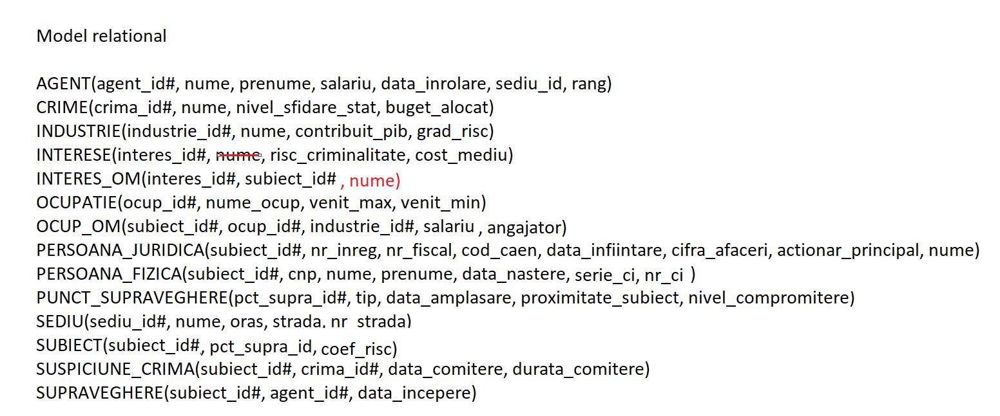 Model relational
AGENT(agent_id#, nume, prenume, salariu, data_inrolare, sediu_id, rang)
CRIME(crima_id#, nume, nivel_sfidare_stat, buget_alocat)
INDUSTRIE(industrie_id#, nume, contribuit_pib, grad_risc)
INTERESE(interes_id#, nume, risc_criminalitate, cost_mediu)
INTERES_OM(interes_id#, subiect_id# , nume)
OCUPATIE(ocup_id#, nume_ocup, venit_max, venit_min)
OCUP_OM(subiect_id#, ocup_id#, industrie_id#, salariu , angajator)
PERSOANA_JURIDICA(subiect_id#, nr_inreg, nr_fiscal, cod_caen, data_infiintare, cifra_afaceri, actionar_principal, nume)
PERSOANA_FIZICA(subiect_id#, cnp, nume, prenume, data_nastere, serie_ci, nr_ci )
PUNCT_SUPRAVEGHERE(pct_supra_id#, tip, data_amplasare, proximitate_subiect, nivel_compromitere)
SEDIU(sediu_id#, nume, oras, strada, nr_strada)
SUBIECT(subiect_id#, pct_supra_id, coef_risc)
SUSPICIUNE_CRIMA(subiect_id#, crima_id#, data_comitere, durata_comitere)
SUPRAVEGHERE(subiect_id#, agent_id#, data_incepere)